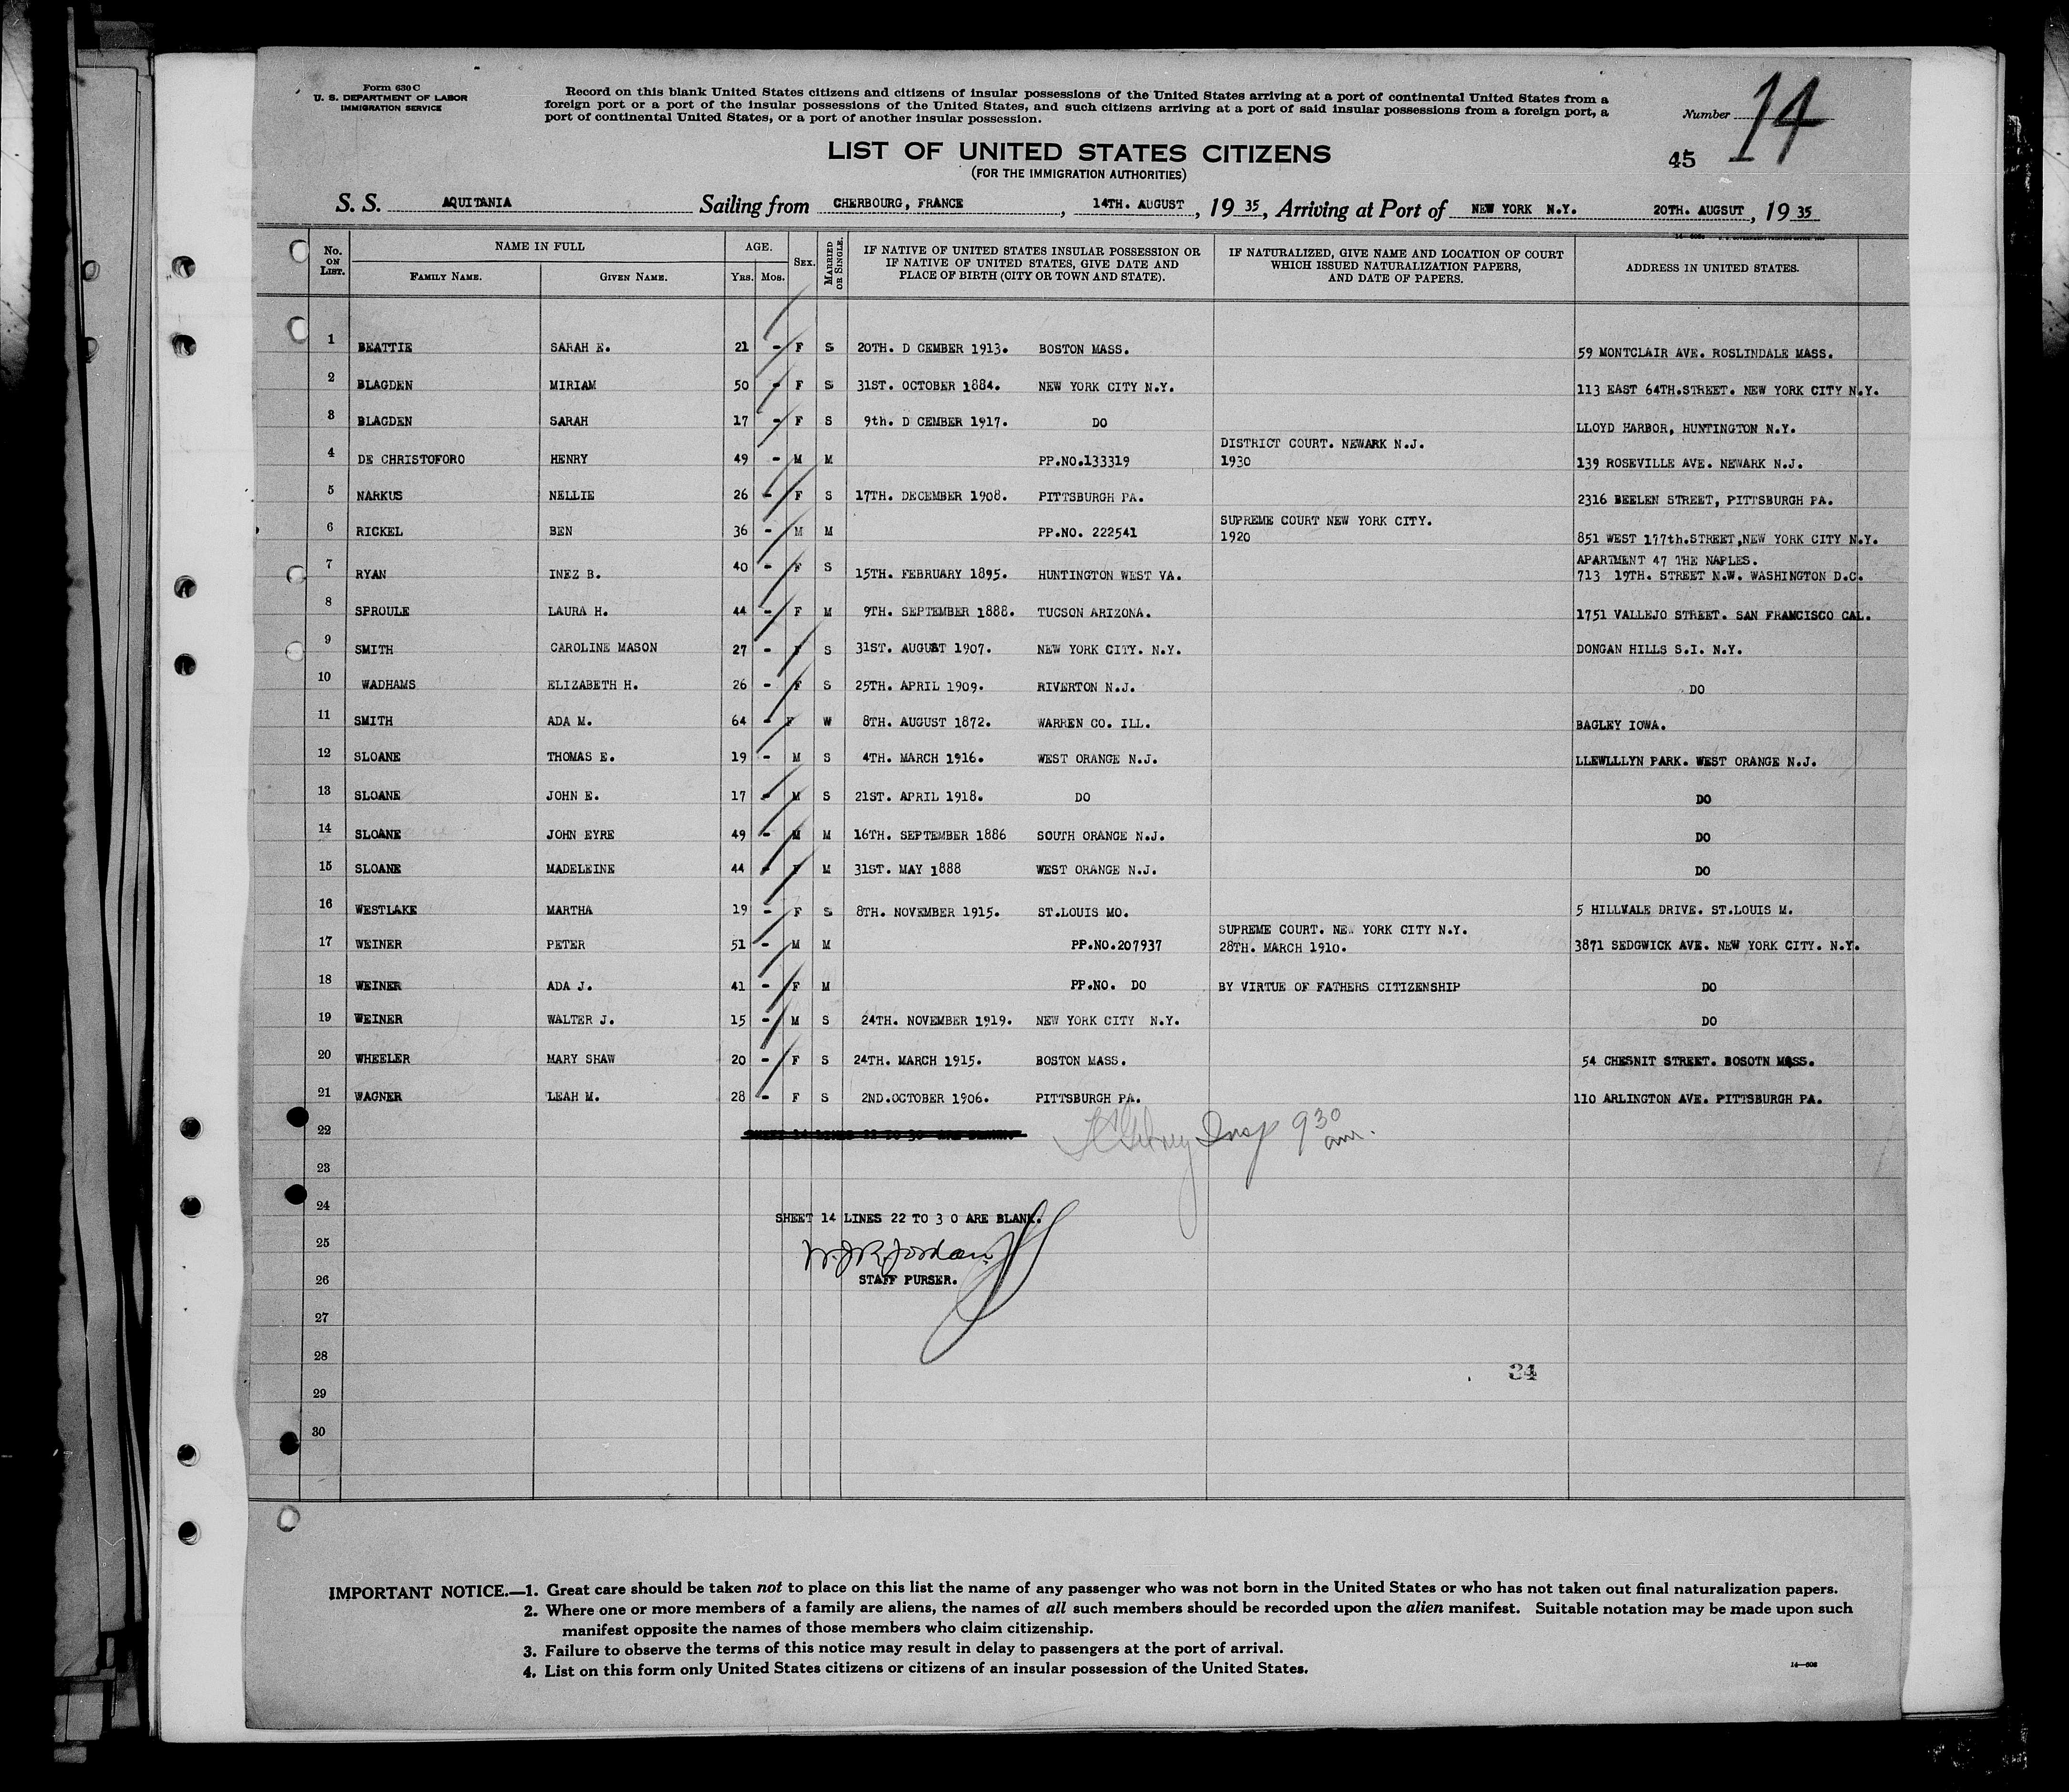 Form 630 C
U. S. DEPARTMENT OF LABOR
IMMIGRATION SERVICE
Record on this blank United States citizens and citizens of insular possessions of the United States arriving at a port of continental United States from a
foreign port or a port of the insular possessions of the United States, and such citizens arriving at a port of said insular possessions from a foreign port, a
port of continental United States, or a port of another insular possession.
Number 14
LIST OF UNITED STATES CITIZENS
45
(FOR THE IMMIGRATION AUTHORITIES)
S. S. AQUITANIA Sailing from CHERBOURG, FRANCE, 14TH. AUGUST, 19 35, Arriving at Port of NEW YORK N.Y. 20TH. AUGSUT, 19 35
No. ON LIST. NAME IN FULL AGE. SEX. MARRIED OR SINGLE. IF NATIVE OF UNITED STATES INSULAR POSSESSION OR IF NATIVE OF UNITED STATES, GIVE DATE AND PLACE OF BIRTH (CITY OR TOWN AND STATE). IF NATURALIZED, GIVE NAME AND LOCATION OF COURT WHICH ISSUED NATURALIZATION PAPERS, AND DATE OF PAPERS. ADDRESS IN UNITED STATES.
FAMILY NAME. GIVEN NAME. YRS. MOS.
1 BEATTIE SARAH E. 21 - F S 20TH. D CEMBER 1913. BOSTON MASS. 59 MONTCLAIR AVE. ROSLINDALE MASS.
2 BLAGDEN MIRIAM 50 - F S 31ST. OCTOBER 1884. NEW YORK CITY N.Y. 113 EAST 64TH.STREET. NEW YORK CITY N.Y.
3 BLAGDEN SARAH 17 - F S 9th. D CEMBER 1917. DO LLOYD HARBOR, HUNTINGTON N.Y.
DISTRICT COURT. NEWARK N.J.
4 DE CHRISTOFORO HENRY 49 - M M PP.NO.133319 1930 139 ROSEVILLE AVE. NEWARK N.J.
5 NARKUS NELLIE 26 - F S 17TH. DECEMBER 1908. PITTSBURGH PA. 2316 BEELEN STREET, PITTSBURGH PA.
SUPREME COURT NEW YORK CITY.
6 RICKEL BEN 36 - M M PP.NO. 222541 1920 851 WEST 177th.STREET,NEW YORK CITY N.Y.
APARTMENT 47 THE NAPLES.
7 RYAN INEZ B. 40 - F S 15TH. FEBRUARY 1895. HUNTINGTON WEST VA. 713 19TH. STREET N.W. WASHINGTON D.C.
8 SPROULE LAURA H. 44 - F M 9TH. SEPTEMBER 1888. TUCSON ARIZONA. 1751 VALLEJO STREET. SAN FRANCISCO CAL.
9 SMITH CAROLINE MASON 27 - F S 31ST. AUGUST 1907. NEW YORK CITY. N.Y. DONGAN HILLS S.I. N.Y.
10 WADHAMS ELIZABETH H. 26 - F S 25TH. APRIL 1909. RIVERTON N.J. DO
11 SMITH ADA M. 64 - F W 8TH. AUGUST 1872. WARREN CO. ILL. BAGLEY IOWA.
12 SLOANE THOMAS E. 19 - M S 4TH. MARCH 1916. WEST ORANGE N.J. LLEWLLLYN PARK. WEST ORANGE N.J.
13 SLOANE JOHN E. 17 - M S 21ST. APRIL 1918. DO DO
14 SLOANE JOHN EYRE 49 - M M 16TH. SEPTEMBER 1886 SOUTH ORANGE N.J. DO
15 SLOANE MADELEINE 44 - F M 31ST. MAY 1888 WEST ORANGE N.J. DO
16 WESTLAKE MARTHA 19 - F S 8TH. NOVEMBER 1915. ST.LOUIS MO. 5 HILLVALE DRIVE. ST.LOUIS M.
SUPREME COURT. NEW YORK CITY N.Y.
17 WEINER PETER 51 - M M PP.NO.207937 28TH. MARCH 1910. 3871 SEDGWICK AVE. NEW YORK CITY. N.Y.
18 WEINER ADA J. 41 - F M PP.NO. DO BY VIRTUE OF FATHERS CITIZENSHIP DO
19 WEINER WALTER J. 15 - M S 24TH. NOVEMBER 1919. NEW YORK CITY N.Y. DO
20 WHEELER MARY SHAW 20 - F S 24TH. MARCH 1915. BOSTON MASS. 54 CHESNIT STREET. BOSOTN MASS.
21 WAGNER LEAH M. 28 - F S 2ND.OCTOBER 1906. PITTSBURGH PA. 110 ARLINGTON AVE. PITTSBURGH PA.
22 SHEET 14 LINES 22 TO 30 ARE BLANK. Insp 9 30 am.
23
24 SHEET 14 LINES 22 TO 3 0 ARE BLANK.
25 W.J.R. Jordan
26 STAFF PURSER.
27
28
34
29
30
IMPORTANT NOTICE.—1. Great care should be taken not to place on this list the name of any passenger who was not born in the United States or who has not taken out final naturalization papers.
2. Where one or more members of a family are aliens, the names of all such members should be recorded upon the alien manifest. Suitable notation may be made upon such
manifest opposite the names of those members who claim citizenship.
3. Failure to observe the terms of this notice may result in delay to passengers at the port of arrival.
4. List on this form only United States citizens or citizens of an insular possession of the United States.
14—608